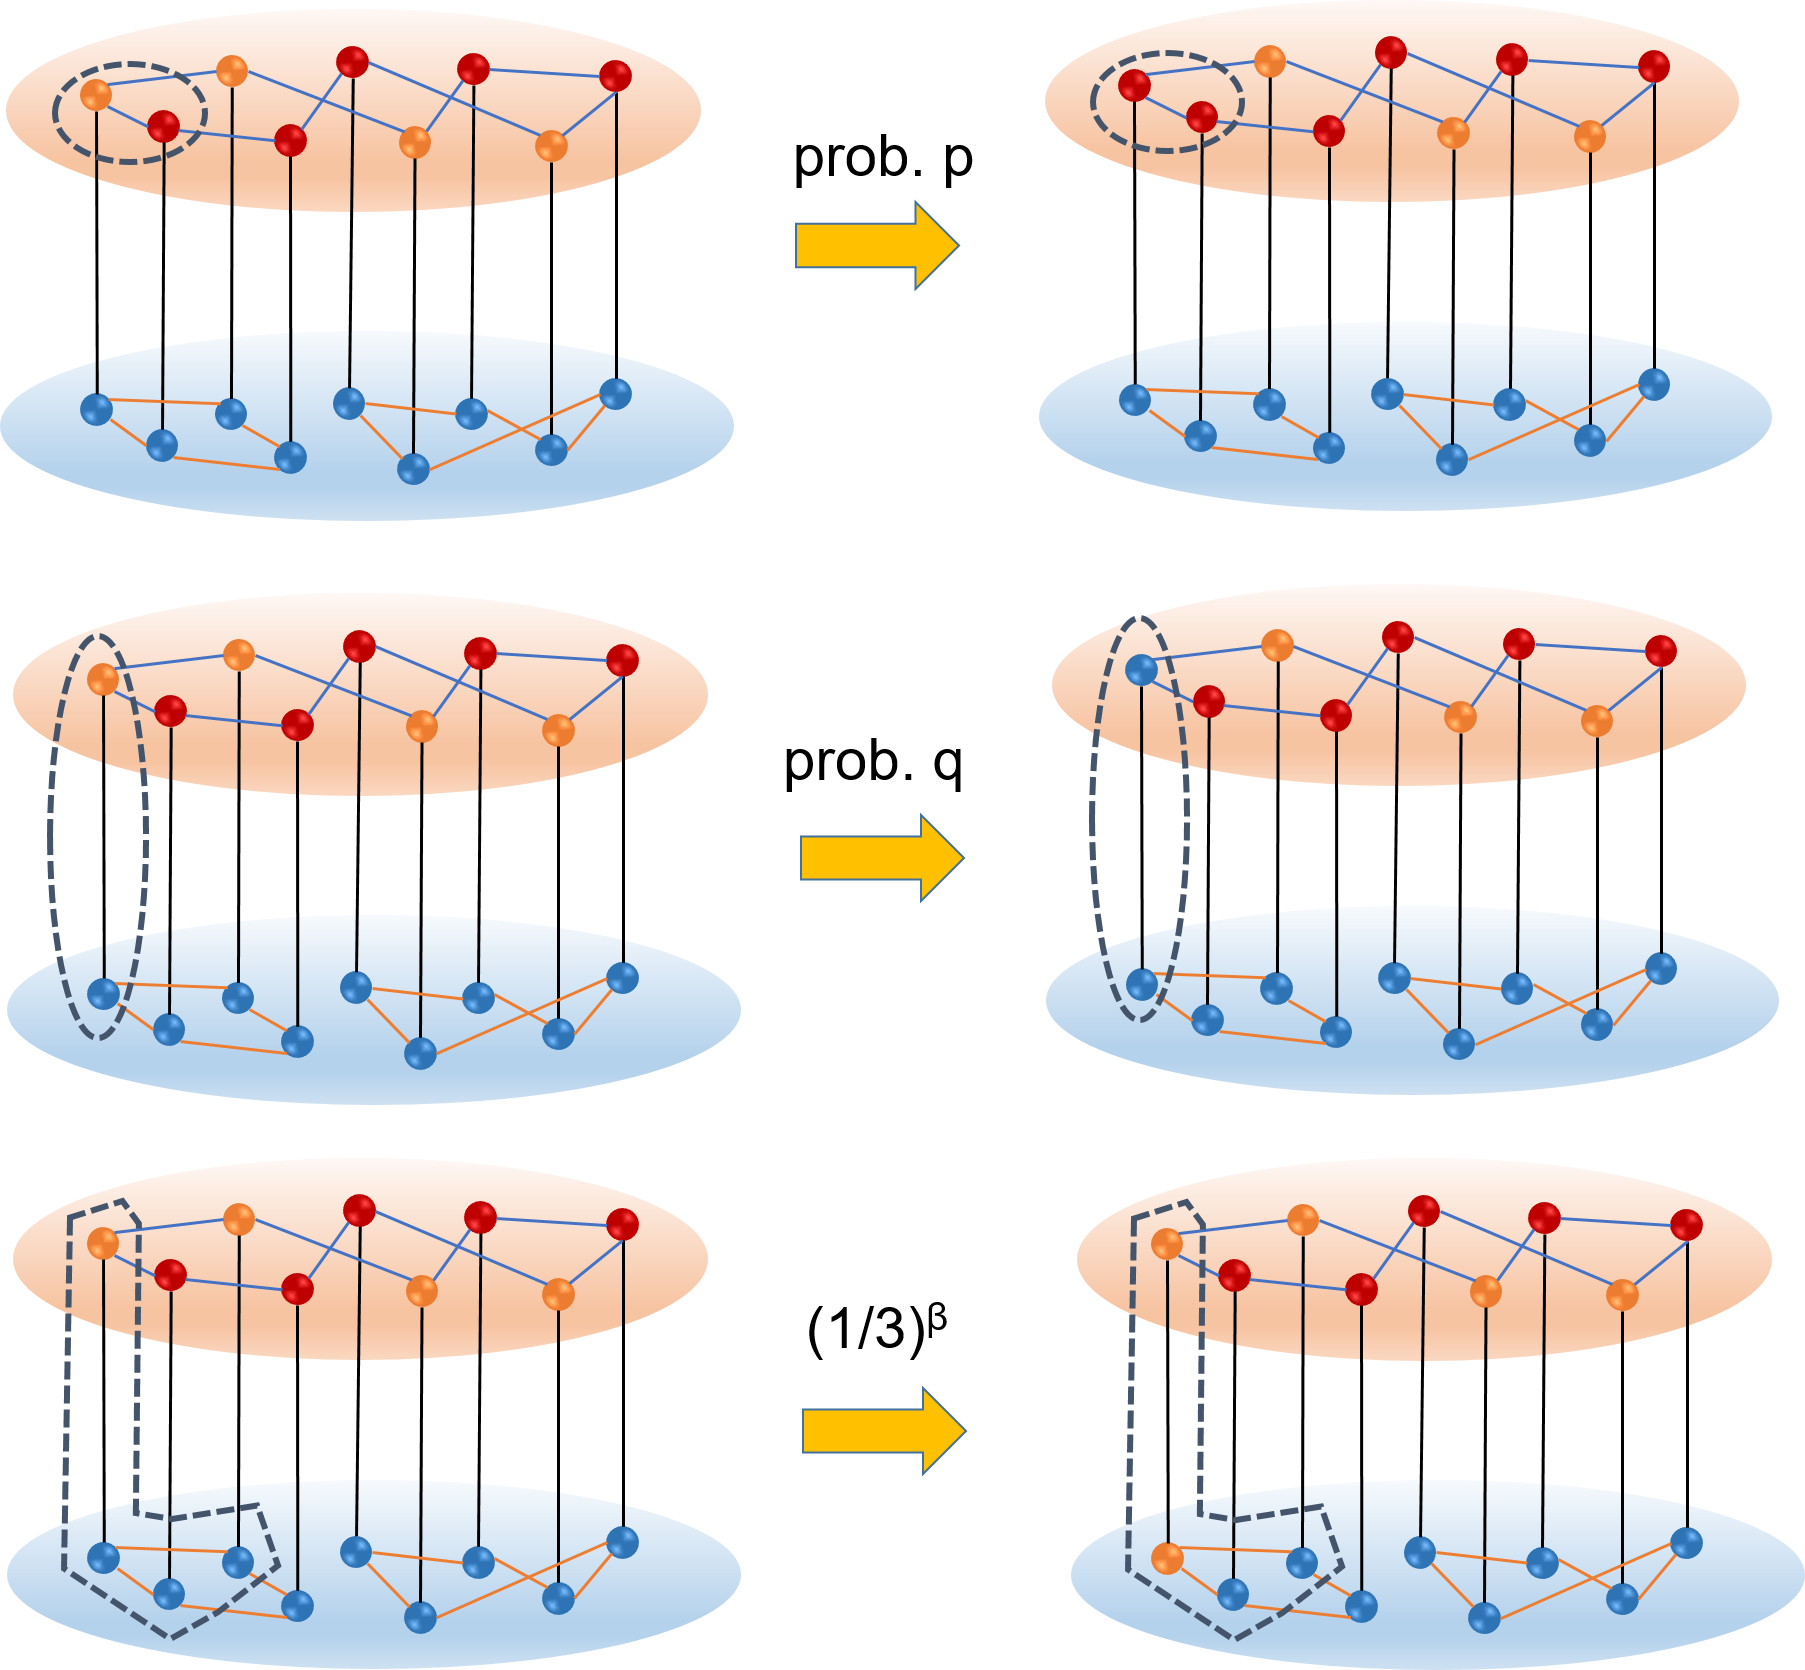 prob. p
prob. q
(1/3)^β